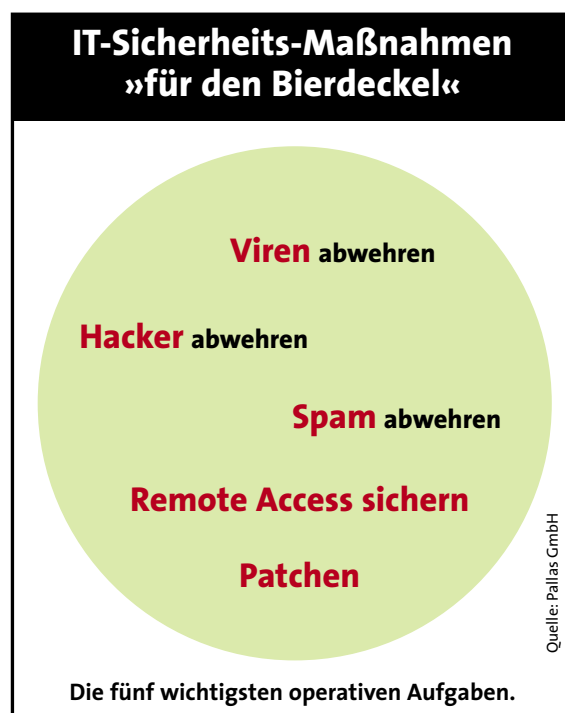 IT-Sicherheits-Maßnahmen
»für den Bierdeckel«
Viren abwehren
Hacker abwehren
Spam abwehren
Remote Access sichern
Patchen
Quelle: Pallas GmbH
Die fünf wichtigsten operativen Aufgaben.